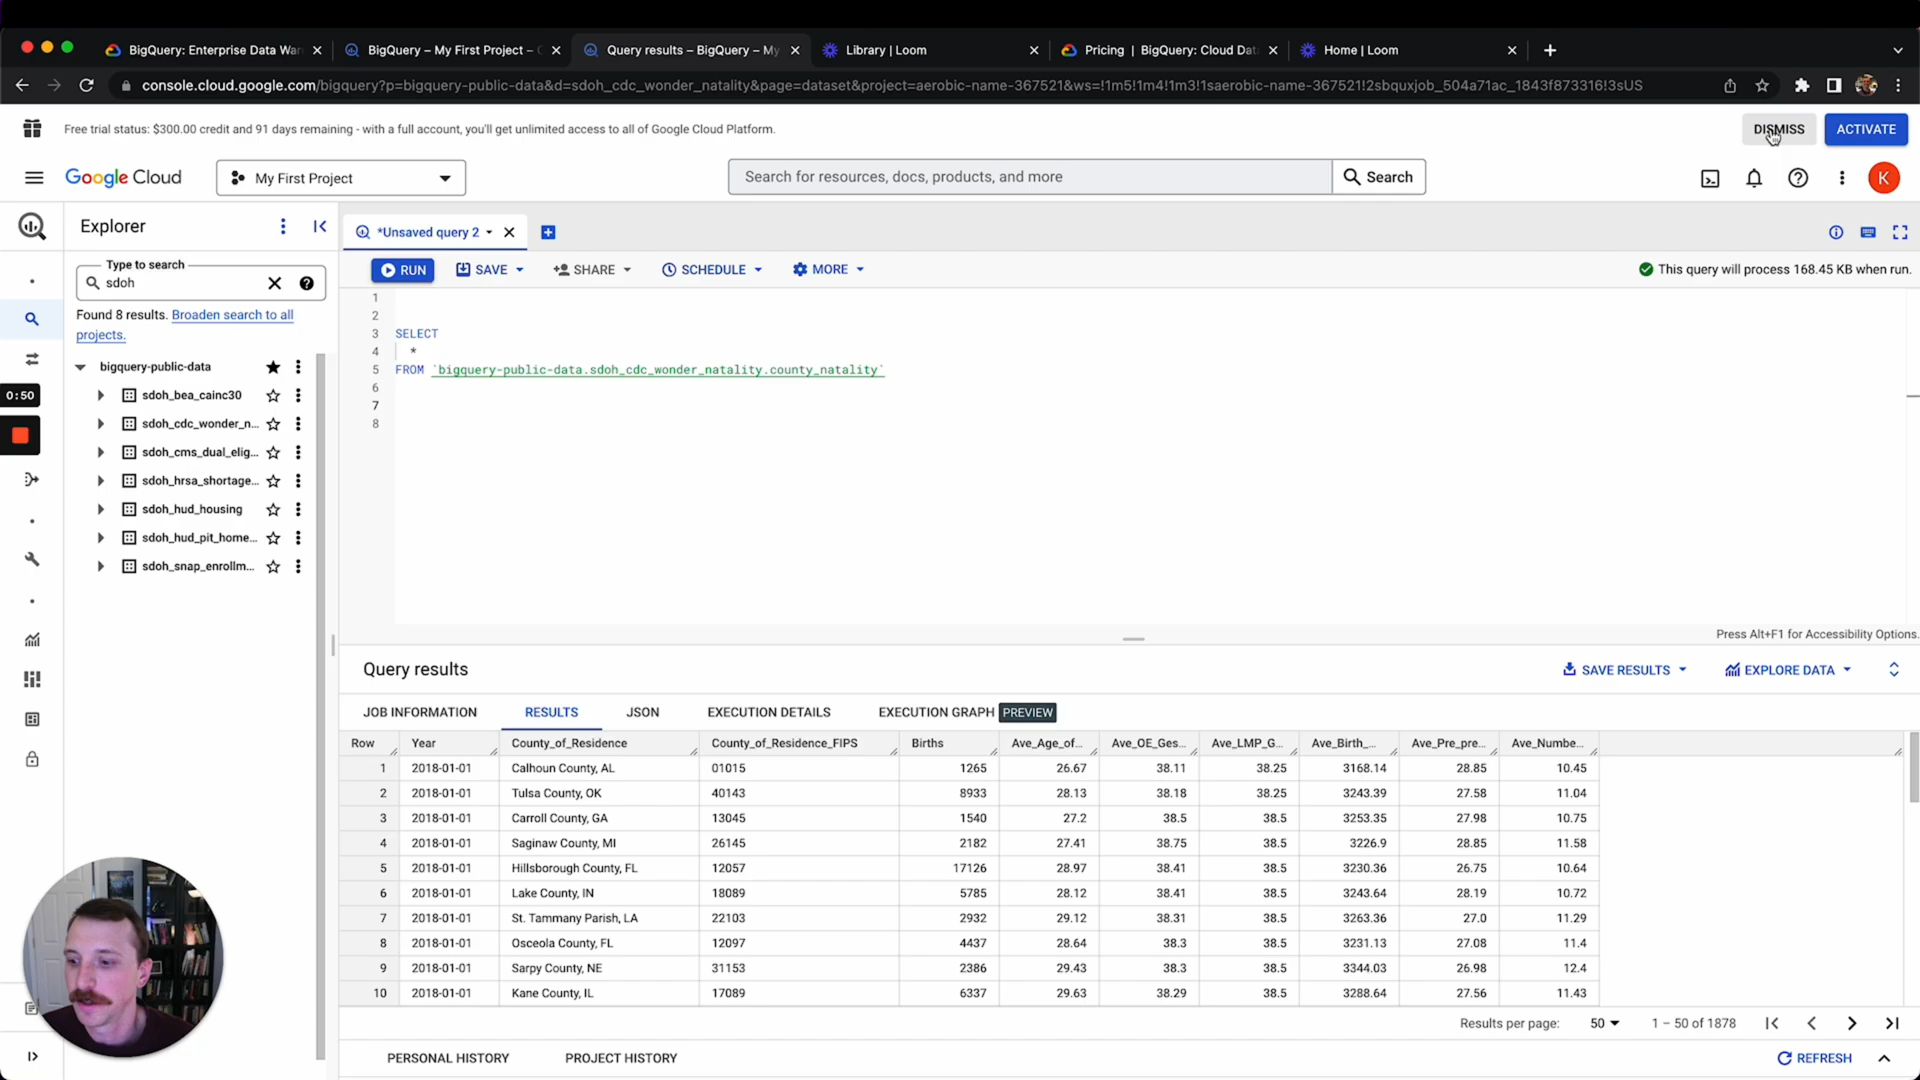 BigQuery: Enterprise Data War
BigQuery – My First Project – G
Query results – BigQuery – My
Library | Loom
Pricing | BigQuery: Cloud Dat
Home | Loom
console.cloud.google.com/bigquery?p=bigquery-public-data&d=sdoh_cdc_wonder_natality&page=dataset&project=aerobic-name-367521&ws=!1m5!1m4!1m3!1saerobic-name-367521!2sbquxjob_504a71ac_1843f873316!3sUS
Free trial status: $300.00 credit and 91 days remaining - with a full account, you'll get unlimited access to all of Google Cloud Platform.
DISMISS
ACTIVATE
Google Cloud
My First Project
Search for resources, docs, products, and more
Search
K
Explorer
*Unsaved query 2
Type to search
sdoh
RUN
SAVE
SHARE
SCHEDULE
MORE
This query will process 168.45 KB when run.
Found 8 results. Broaden search to all
projects.
bigquery-public-data
sdoh_bea_cainc30
sdoh_cdc_wonder_n...
sdoh_cms_dual_elig...
sdoh_hrsa_shortage...
sdoh_hud_housing
sdoh_hud_pit_home...
sdoh_snap_enrollm...
0:50
1
2
3 SELECT
4 *
5 FROM `bigquery-public-data.sdoh_cdc_wonder_natality.county_natality`
6
7
8
Press Alt+F1 for Accessibility Options.
Query results
SAVE RESULTS
EXPLORE DATA
JOB INFORMATION
RESULTS
JSON
EXECUTION DETAILS
EXECUTION GRAPH PREVIEW
Row Year County_of_Residence County_of_Residence_FIPS Births Ave_Age_of... Ave_OE_Ges... Ave_LMP_G... Ave_Birth_... Ave_Pre_pre... Ave_Numbe...
1 2018-01-01 Calhoun County, AL 01015 1265 26.67 38.11 38.25 3168.14 28.85 10.45
2 2018-01-01 Tulsa County, OK 40143 8933 28.13 38.18 38.25 3243.39 27.58 11.04
3 2018-01-01 Carroll County, GA 13045 1540 27.2 38.5 38.5 3253.35 27.98 10.75
4 2018-01-01 Saginaw County, MI 26145 2182 27.41 38.75 38.5 3226.9 28.85 11.58
5 2018-01-01 Hillsborough County, FL 12057 17126 28.97 38.41 38.5 3230.36 26.75 10.64
6 2018-01-01 Lake County, IN 18089 5785 28.12 38.41 38.5 3243.64 28.19 10.72
7 2018-01-01 St. Tammany Parish, LA 22103 2932 29.12 38.31 38.5 3263.36 27.0 11.29
8 2018-01-01 Osceola County, FL 12097 4437 28.64 38.3 38.5 3231.13 27.08 11.4
9 2018-01-01 Sarpy County, NE 31153 2386 29.43 38.3 38.5 3344.03 26.98 12.4
10 2018-01-01 Kane County, IL 17089 6337 29.63 38.29 38.5 3288.64 27.56 11.43
Results per page: 50 1 – 50 of 1878
PERSONAL HISTORY
PROJECT HISTORY
REFRESH